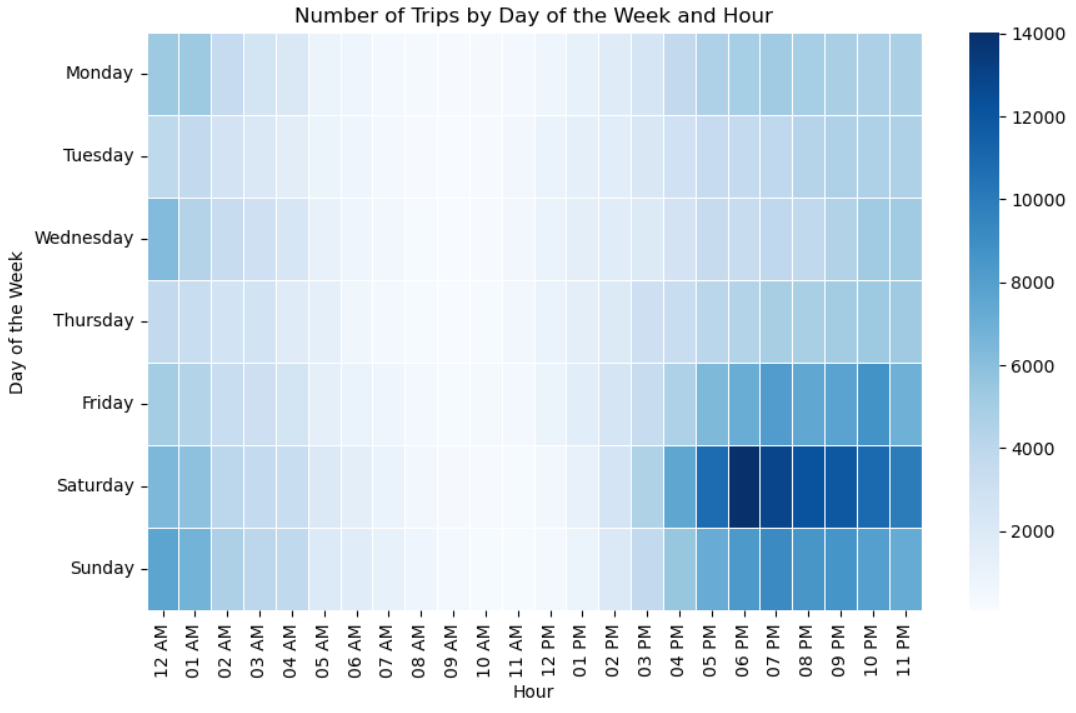 Number of Trips by Day of the Week and Hour
Day of the Week
Monday
Tuesday
Wednesday
Thursday
Friday
Saturday
Sunday
12 AM
01 AM
02 AM
03 AM
04 AM
05 AM
06 AM
07 AM
08 AM
09 AM
10 AM
11 AM
12 PM
01 PM
02 PM
03 PM
04 PM
05 PM
06 PM
07 PM
08 PM
09 PM
10 PM
11 PM
Hour
14000
12000
10000
8000
6000
4000
2000